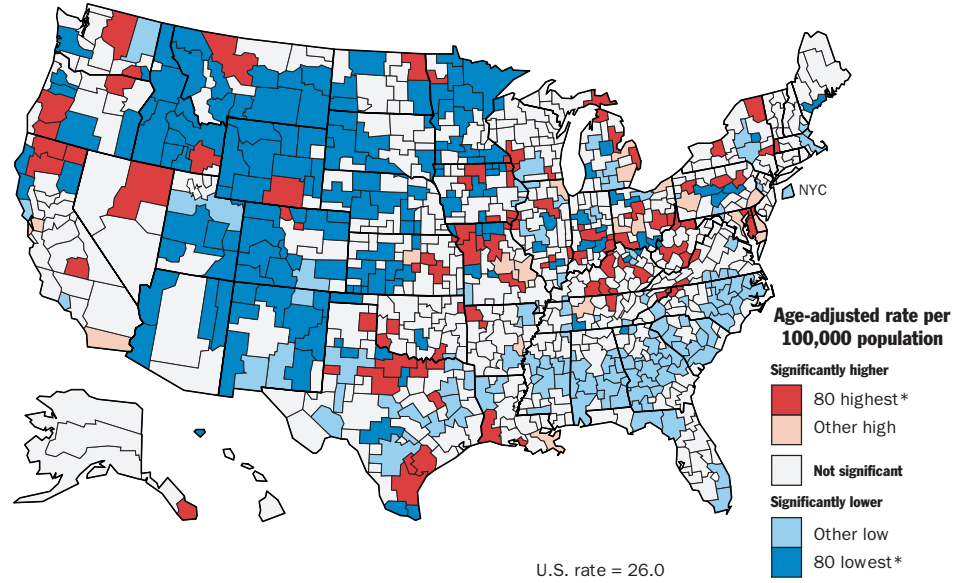 NYC
Age-adjusted rate per
100,000 population
Significantly higher
80 highest*
Other high
Not significant
Significantly lower
Other low
80 lowest*
U.S. rate = 26.0